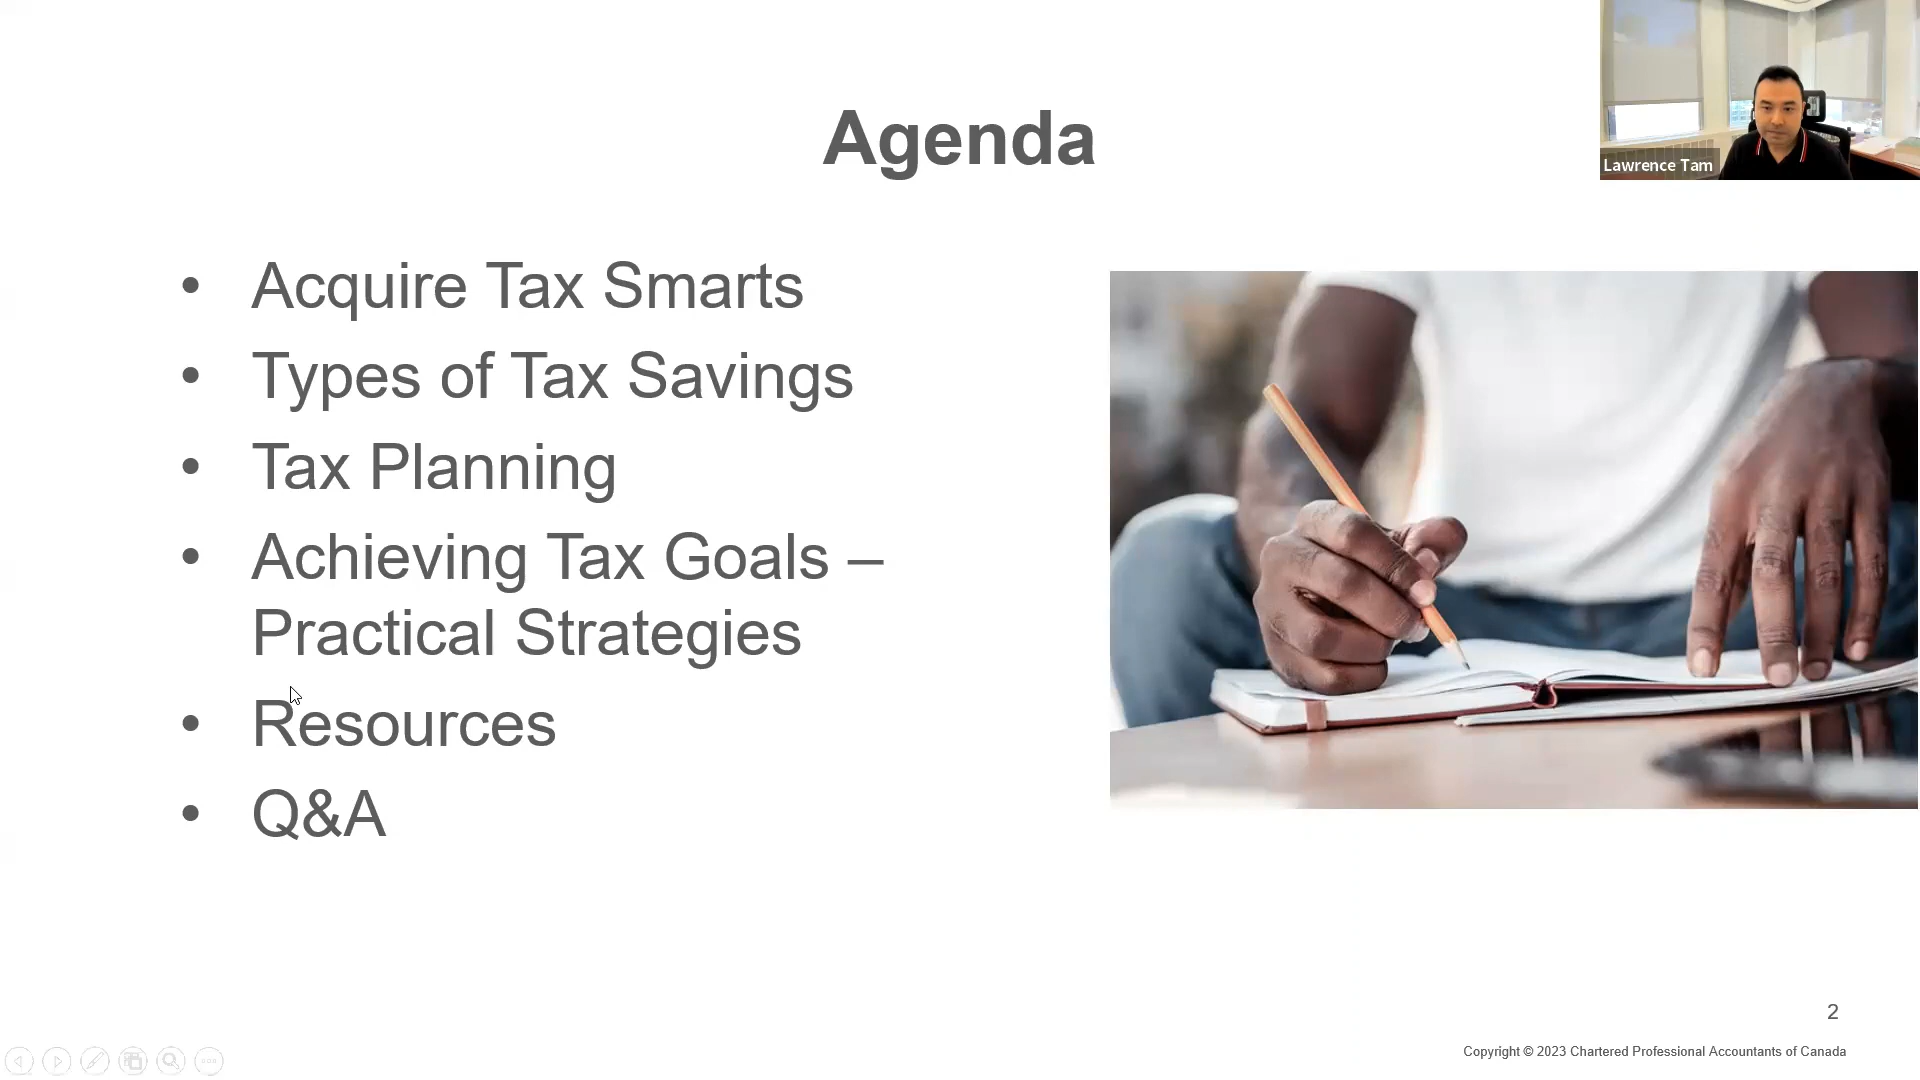 Agenda
Lawrence Tam
• Acquire Tax Smarts
• Types of Tax Savings
• Tax Planning
• Achieving Tax Goals –
Practical Strategies
• Resources
• Q&A
2
Copyright © 2023 Chartered Professional Accountants of Canada